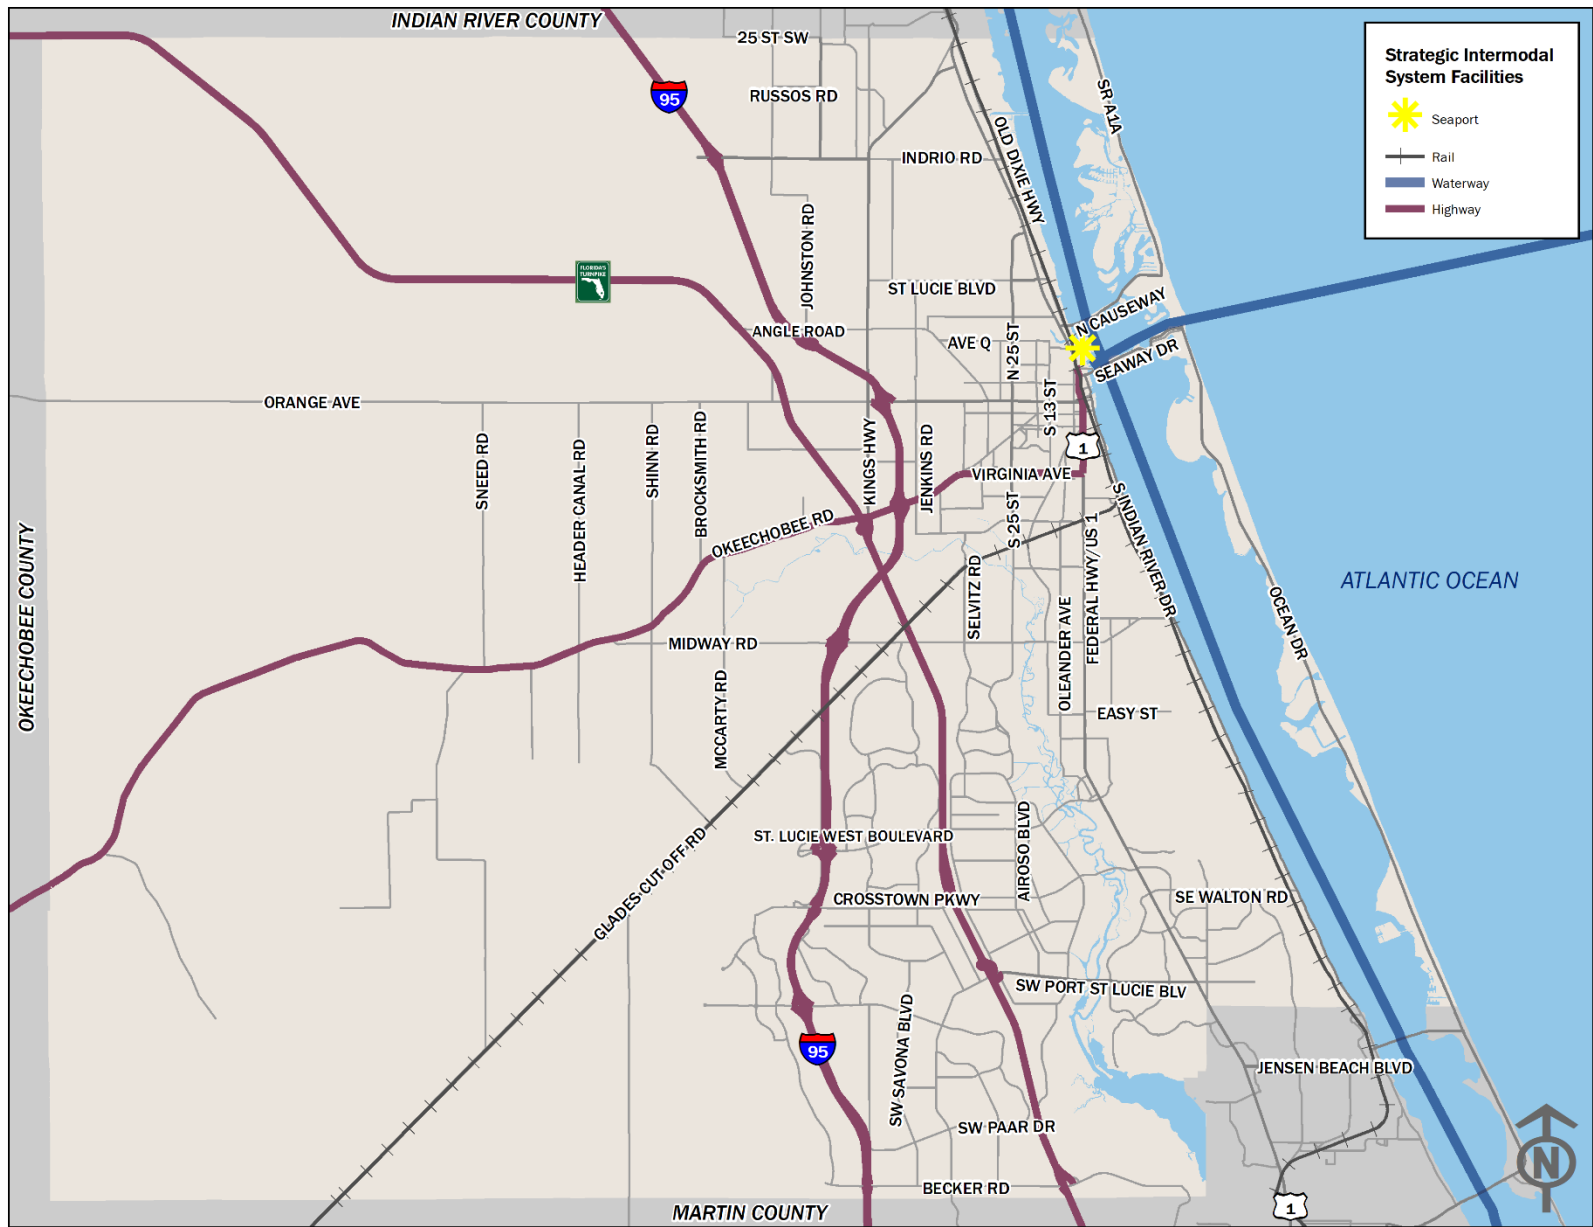 INDIAN RIVER COUNTY
25 ST SW
95
RUSSOS RD
SR A1A
OLD DIXIE HWY
INDRIO RD
JOHNSTON RD
FLORIDA'S
TURNPIKE
ST LUCIE BLVD
N CAUSEWAY
ANGLE ROAD
AVE Q
N 25 ST
SEAWAY DR
ORANGE AVE
S 13 ST
SNEED RD
HEADER CANAL RD
SHINN RD
BROCKSMITH RD
KINGS HWY
JENKINS RD
1
VIRGINIA AVE
OKEECHOBEE RD
S 25 ST
S INDIAN RIVER DR
OKEECHOBEE COUNTY
SELVITZ RD
OLEANDER AVE
FEDERAL HWY/US 1
ATLANTIC OCEAN
OCEAN DR
MIDWAY RD
MCCARTY RD
EASY ST
ST. LUCIE WEST BOULEVARD
AIROSO BLVD
GLADES CUT OFF RD
CROSSTOWN PKWY
SE WALTON RD
SW PORT ST LUCIE BLV
SW SAVONA BLVD
95
JENSEN BEACH BLVD
SW PAAR DR
BECKER RD
MARTIN COUNTY
1
N
Strategic Intermodal
System Facilities
Seaport
Rail
Waterway
Highway